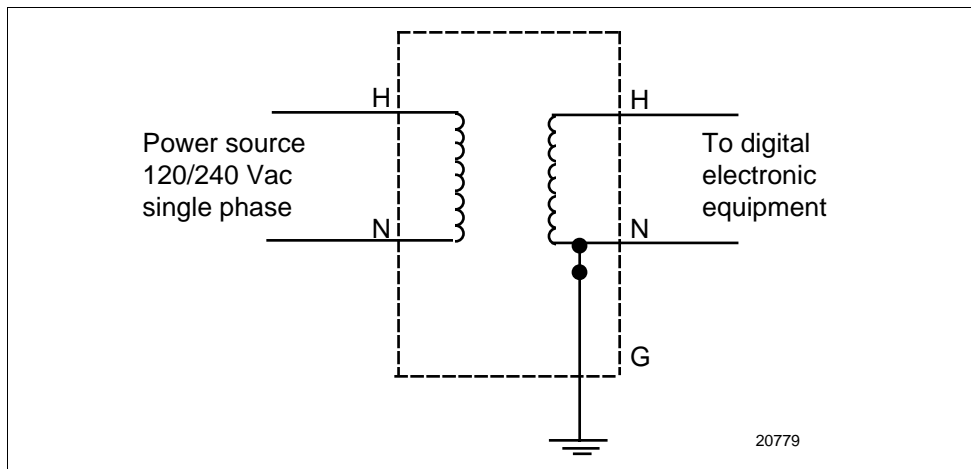 H
H
Power source
120/240 Vac
single phase
To digital
electronic
equipment
N
N
G
20779